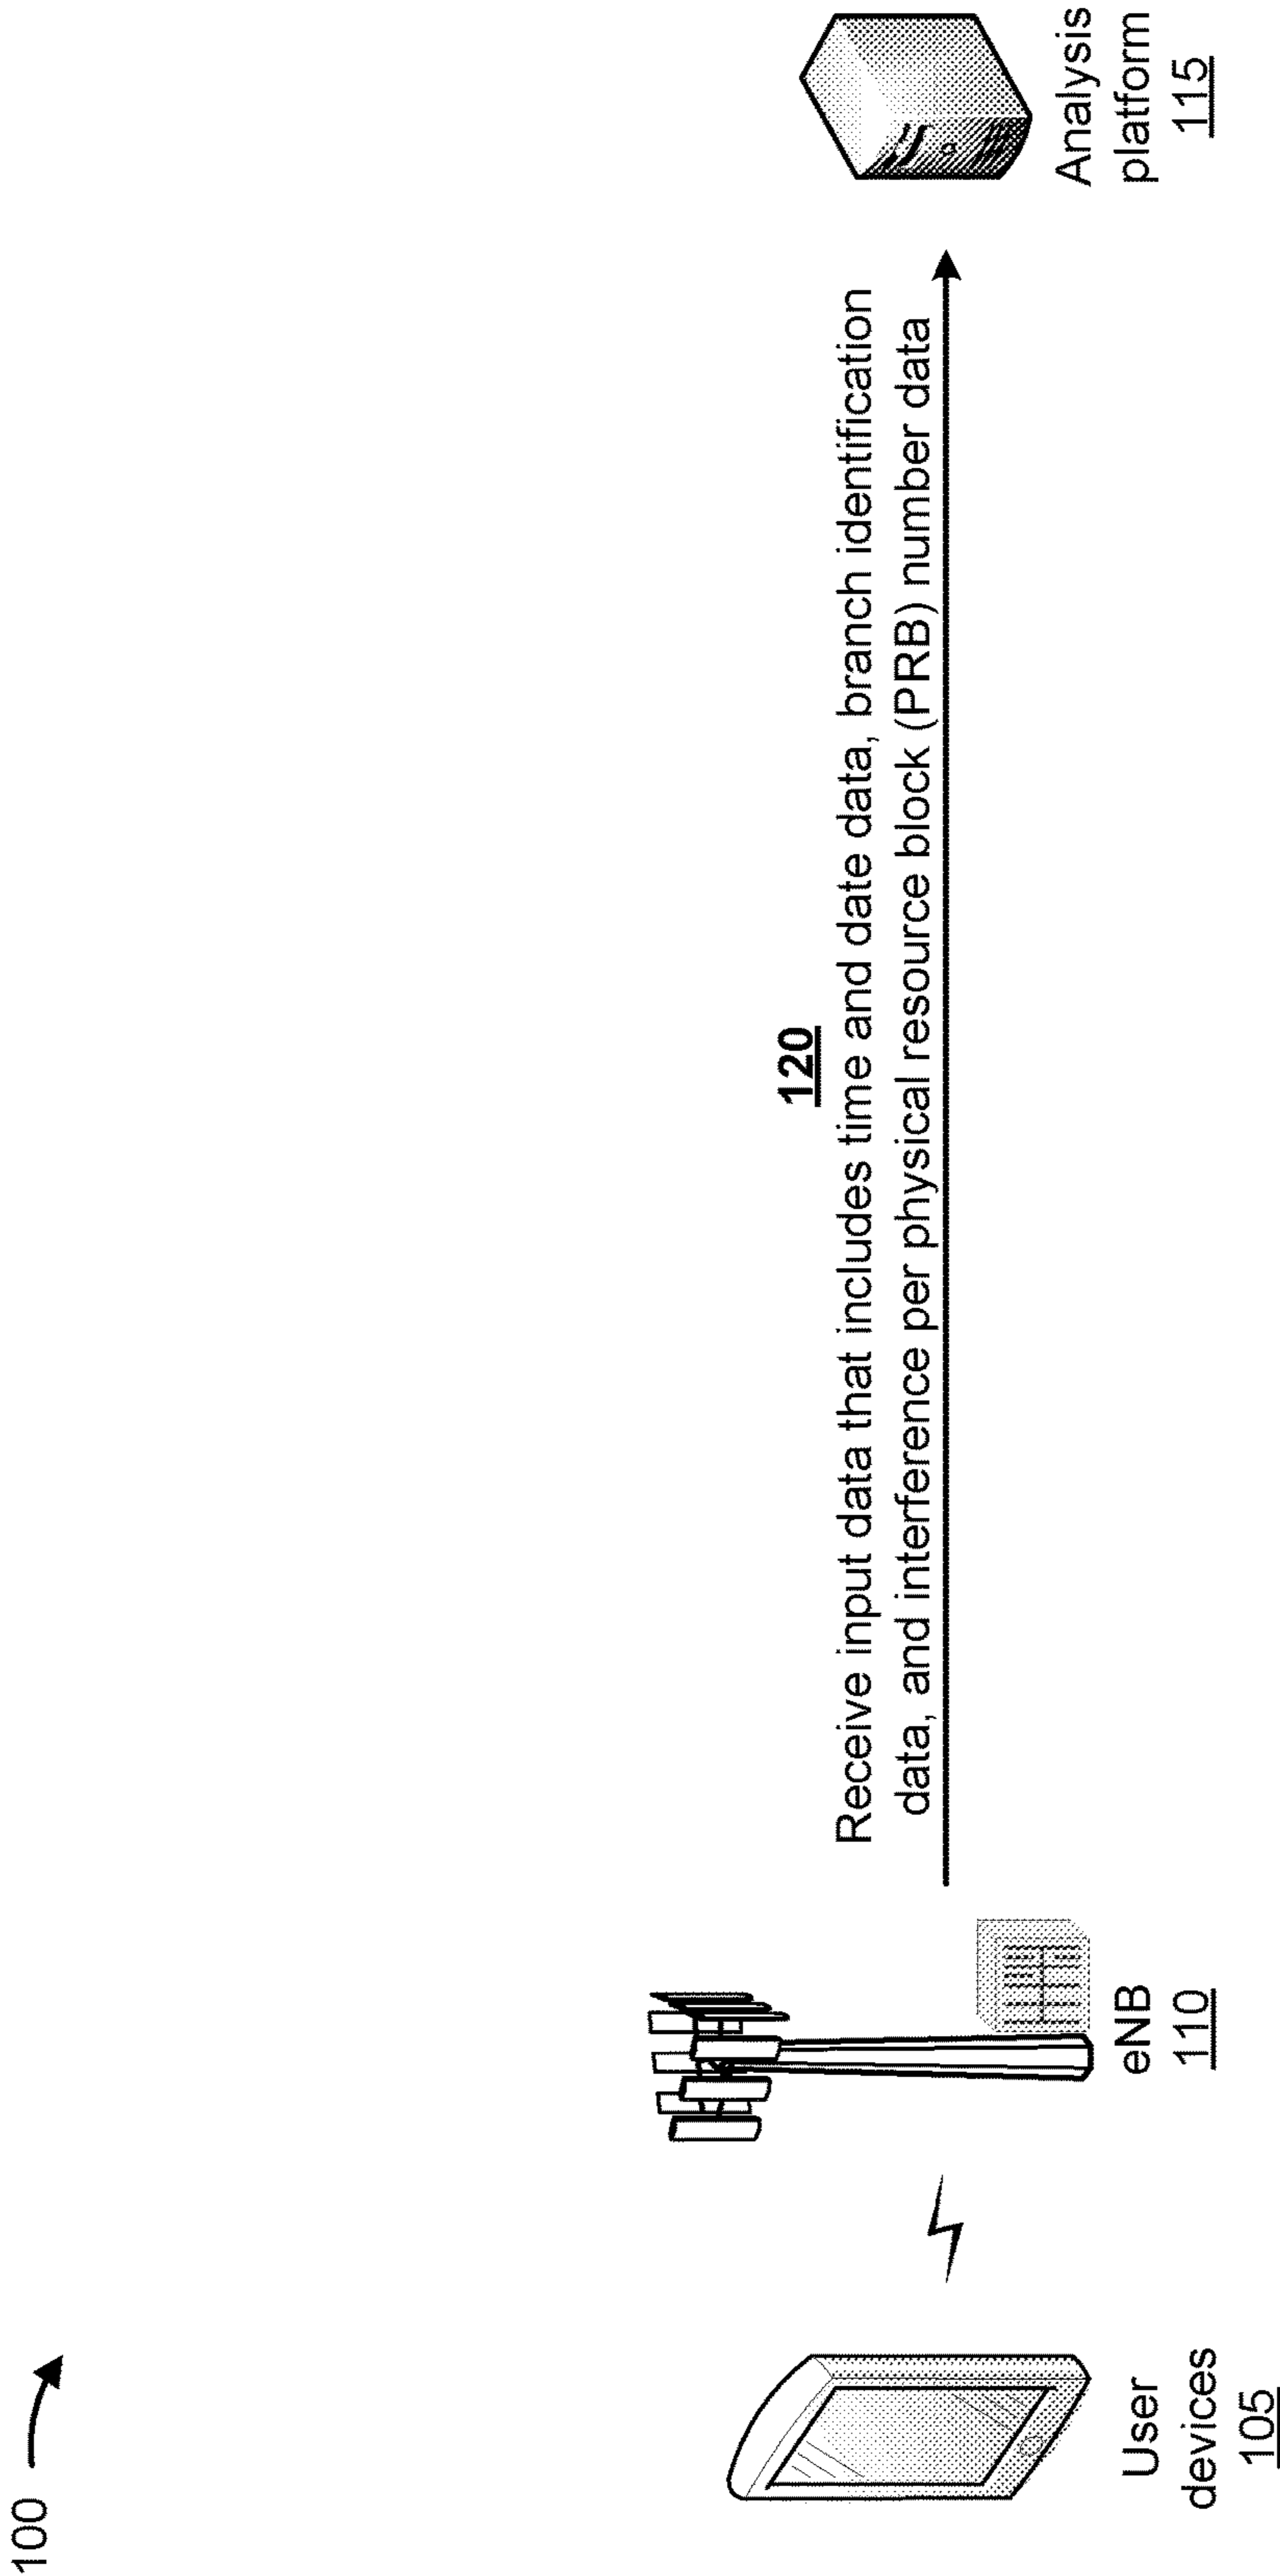 100
120
Receive input data that includes time and date data, branch identification
data, and interference per physical resource block (PRB) number data
User
devices
105
eNB
110
Analysis
platform
115